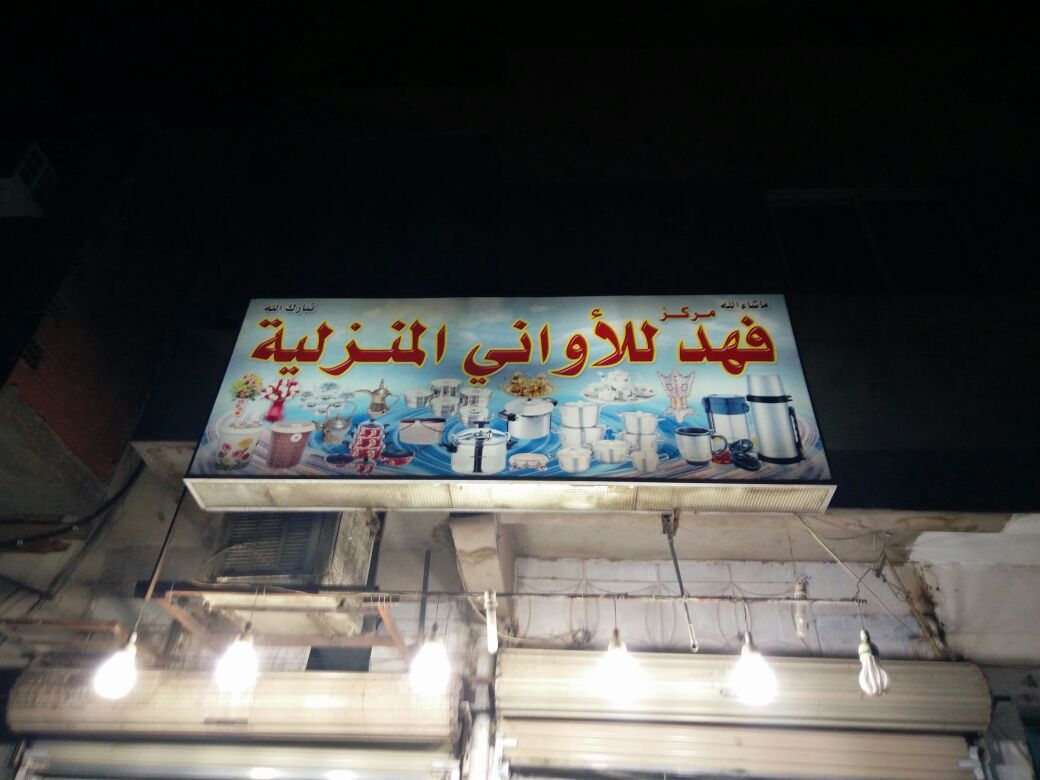 ماشاء الله
تبارك الله
مركز
فهد للأواني المنزلية